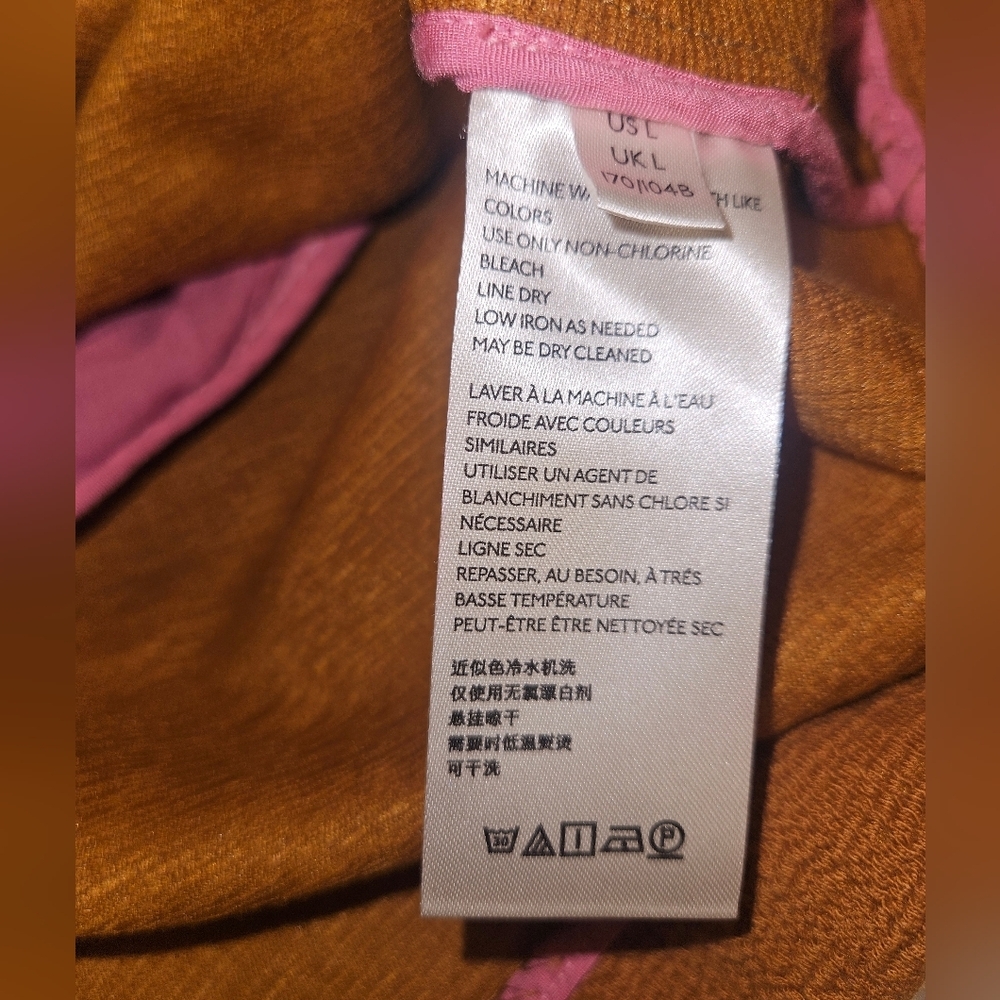 US L
UK L
170/104B
MACHINE WA TH LIKE
COLORS
USE ONLY NON-CHLORINE
BLEACH
LINE DRY
LOW IRON AS NEEDED
MAY BE DRY CLEANED
LAVER À LA MACHINE À L'EAU
FROIDE AVEC COULEURS
SIMILAIRES
UTILISER UN AGENT DE
BLANCHIMENT SANS CHLORE SI
NÉCESSAIRE
LIGNE SEC
REPASSER, AU BESOIN, À TRÉS
BASSE TEMPÉRATURE
PEUT-ÊTRE ÊTRE NETTOYÉE SEC
近似色冷水机洗
仅使用无氯漂白剂
悬挂晾干
需要时低温熨烫
可干洗
30 P